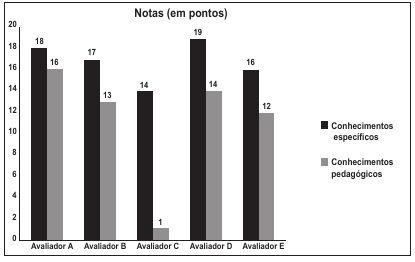 Notas (em pontos)
20
18
16
14
12
10
8
6
4
2
0
18
16
17
13
14
1
19
14
16
12
Avaliador A
Avaliador B
Avaliador C
Avaliador D
Avaliador E
Conhecimentos
específicos
Conhecimentos
pedagógicos